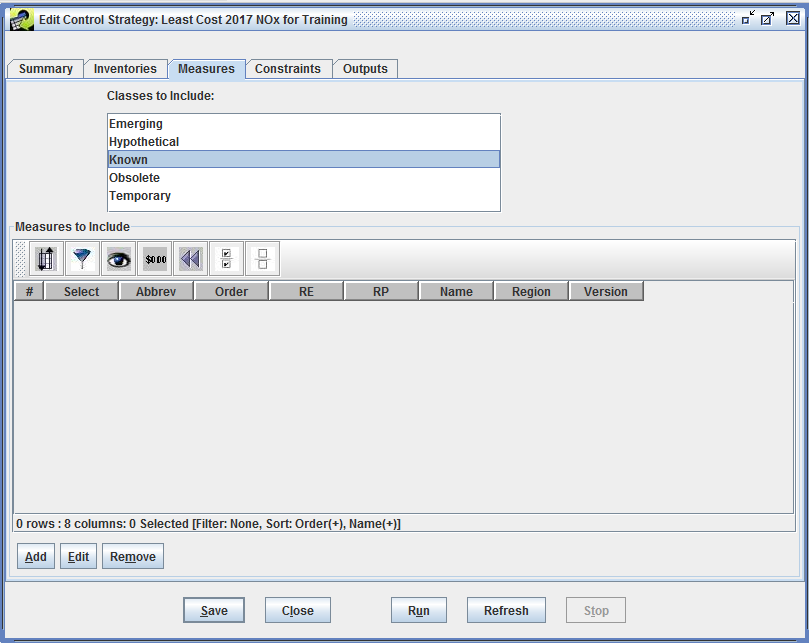 Edit Control Strategy: Least Cost 2017 NOx for Training
Summary Inventories Measures Constraints Outputs
Classes to Include:
Emerging
Hypothetical
Known
Obsolete
Temporary
Measures to Include
$0.00
# Select Abbrev Order RE RP Name Region Version
0 rows : 8 columns: 0 Selected [Filter: None, Sort: Order(+), Name(+)]
Add Edit Remove
Save Close Run Refresh Stop